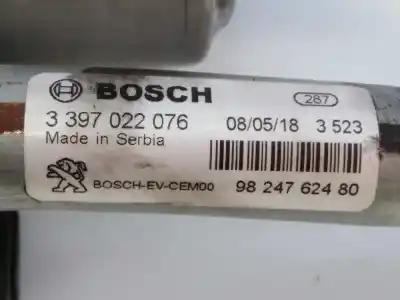 BOSCH 287
3 397 022 076 08/05/18 3 523
Made in Serbia
BOSCH-EV-CEM00 98 247 624 80